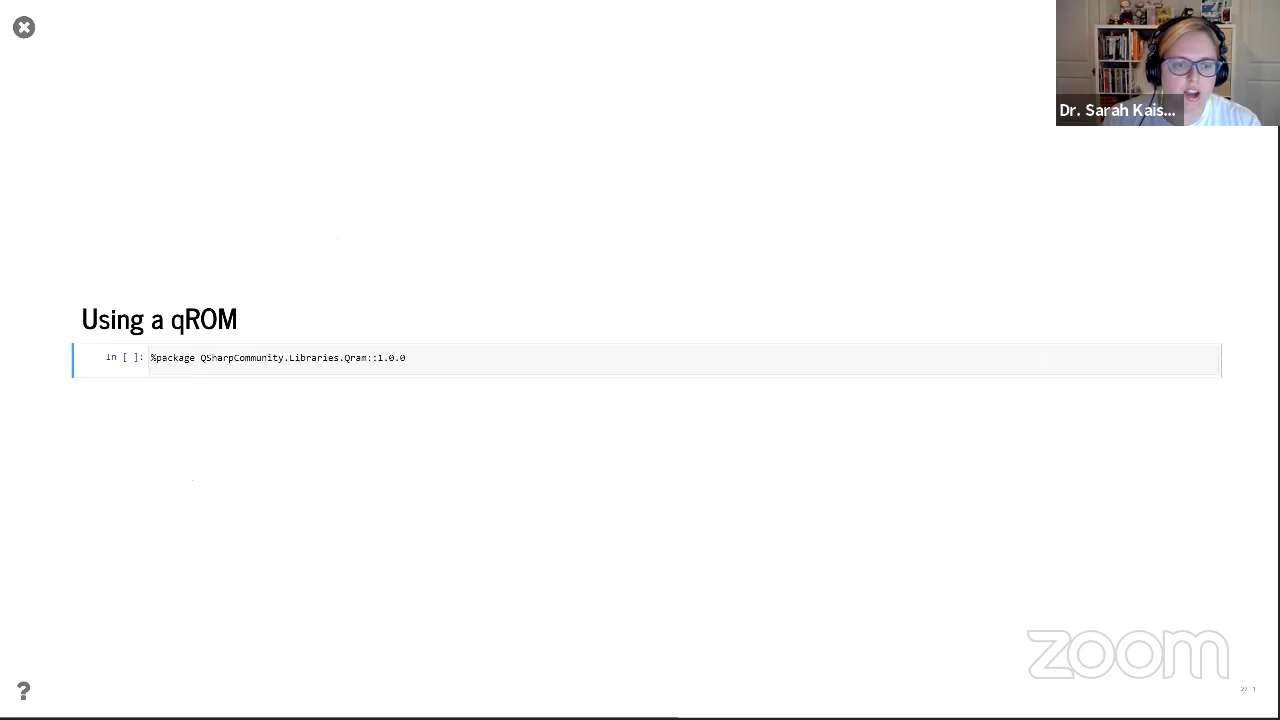 Dr. Sarah Kais...
Using a qROM
In [ ]:
%package QSharpCommunity.Libraries.Qram::1.0.0
zoom
?